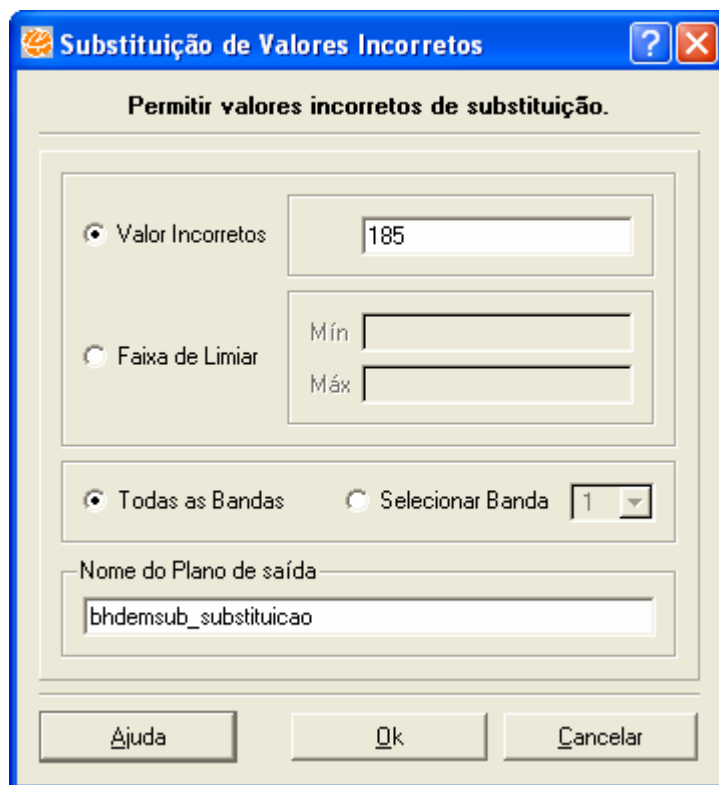 Substituição de Valores Incorretos
?
Permitir valores incorretos de substituição.
Valor Incorretos 185
Mín
Faixa de Limiar
Máx
Todas as Bandas Selecionar Banda 1
Nome do Plano de saída
bhdemsub_substituicao
Ajuda Ok Cancelar